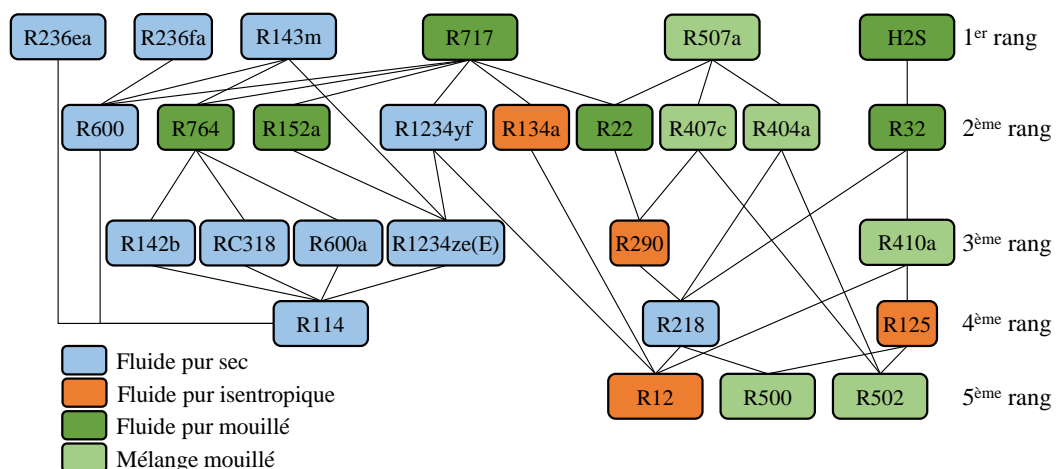 R236ea R236fa R143m R717 R507a H2S 1er rang
R600 R764 R152a R1234yf R134a R22 R407c R404a R32 2ème rang
R142b RC318 R600a R1234ze(E) R290 R410a 3ème rang
R114 R218 R125 4ème rang
Fluide pur sec
Fluide pur isentropique R12 R500 R502 5ème rang
Fluide pur mouillé
Mélange mouillé